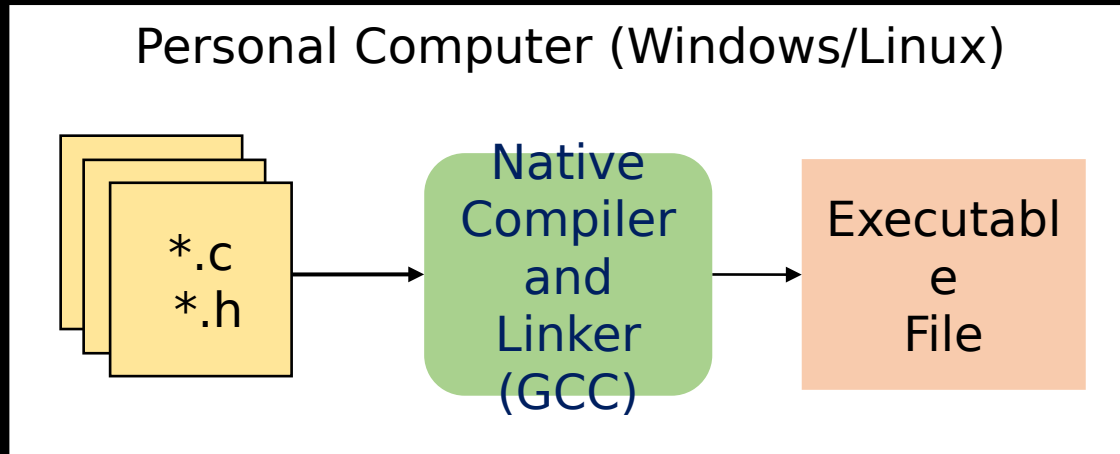 Personal Computer (Windows/Linux)
*.c
*.h
Native
Compiler
and
Linker
(GCC)
Executabl
e
File